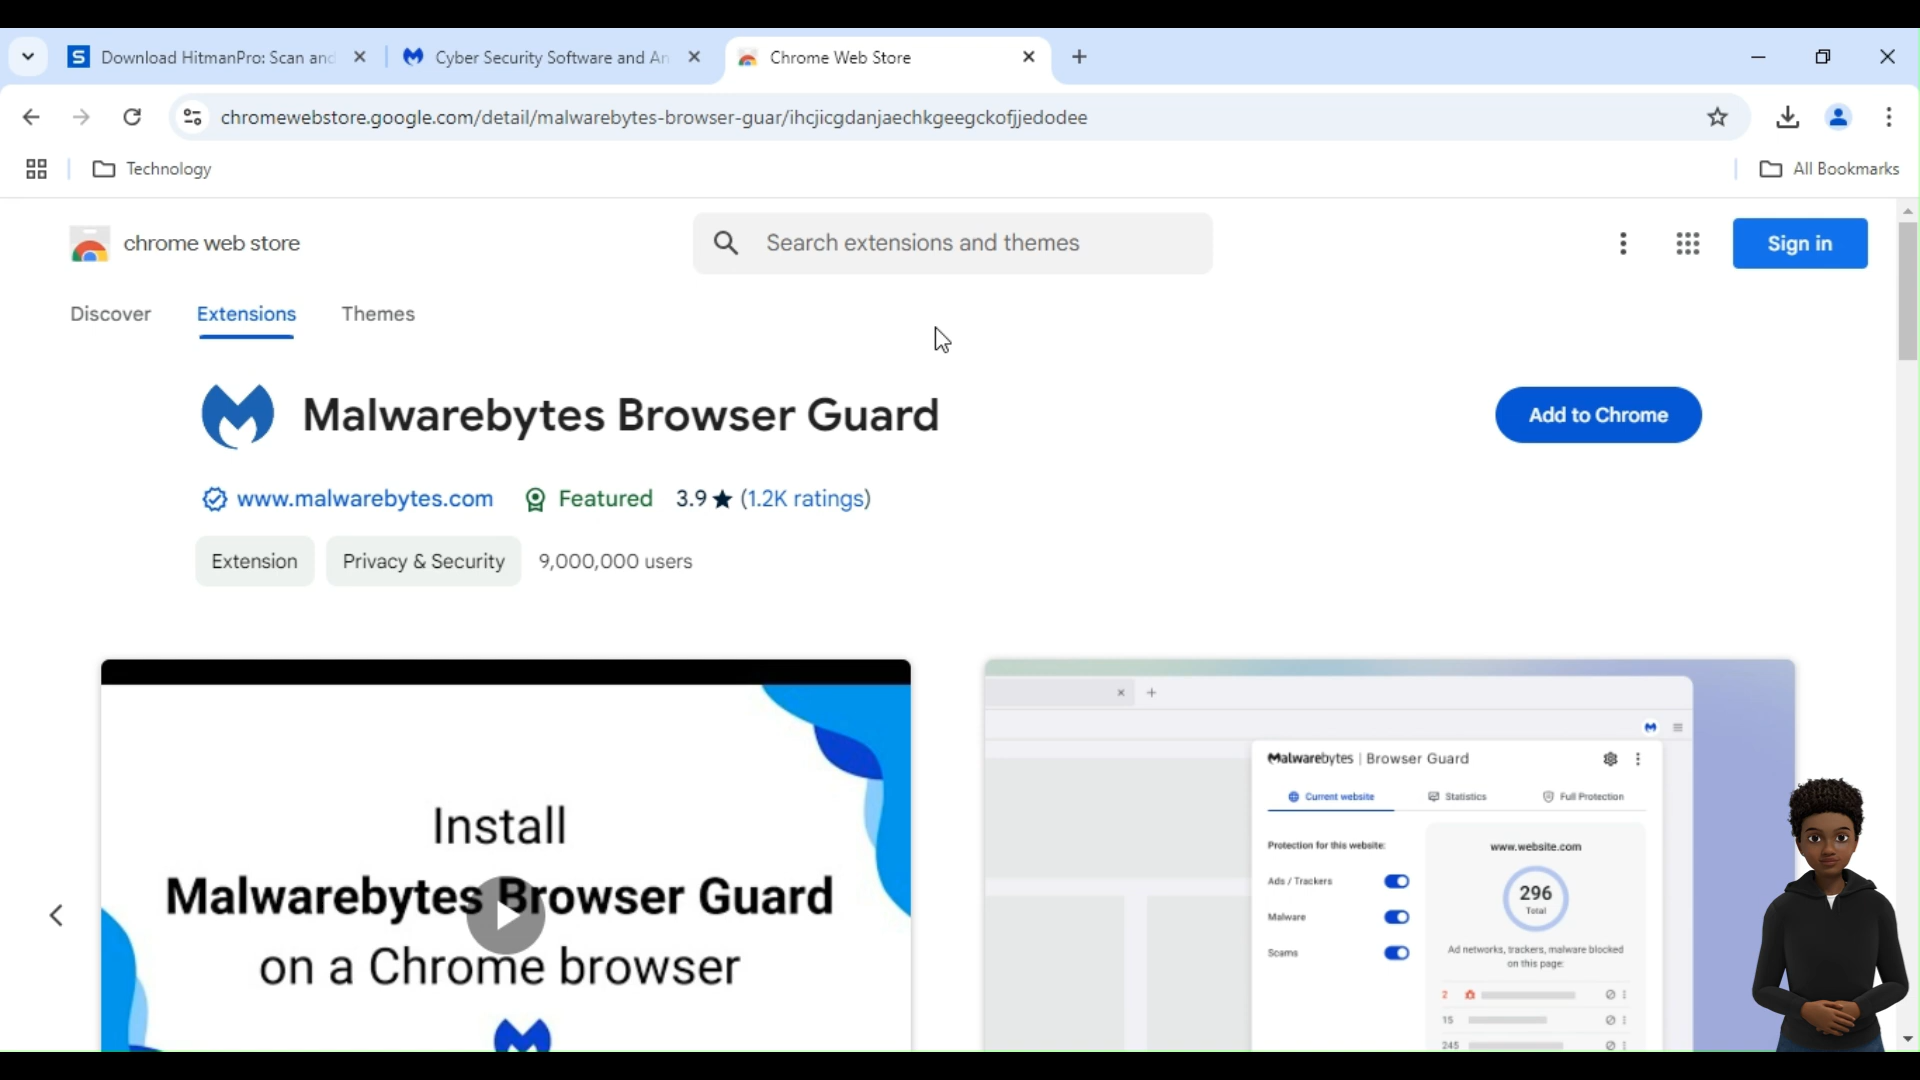 Download HitmanPro: Scan and
Cyber Security Software and An
Chrome Web Store
chromewebstore.google.com/detail/malwarebytes-browser-guar/ihcjicgdanjaechkgeegckofjjedodee
Technology
All Bookmarks
chrome web store
Search extensions and themes
Sign in
Discover
Extensions
Themes
Malwarebytes Browser Guard
Add to Chrome
www.malwarebytes.com
Featured
3.9 ★ (1.2K ratings)
Extension
Privacy & Security
9,000,000 users
Install
Malwarebytes Browser Guard
on a Chrome browser
Malwarebytes | Browser Guard
Current website
Statistics
Full Protection
Protection for this website:
www.website.com
Ads / Trackers
Malware
Scams
296
Total
Ad networks, trackers, malware blocked
on this page:
2
15
245